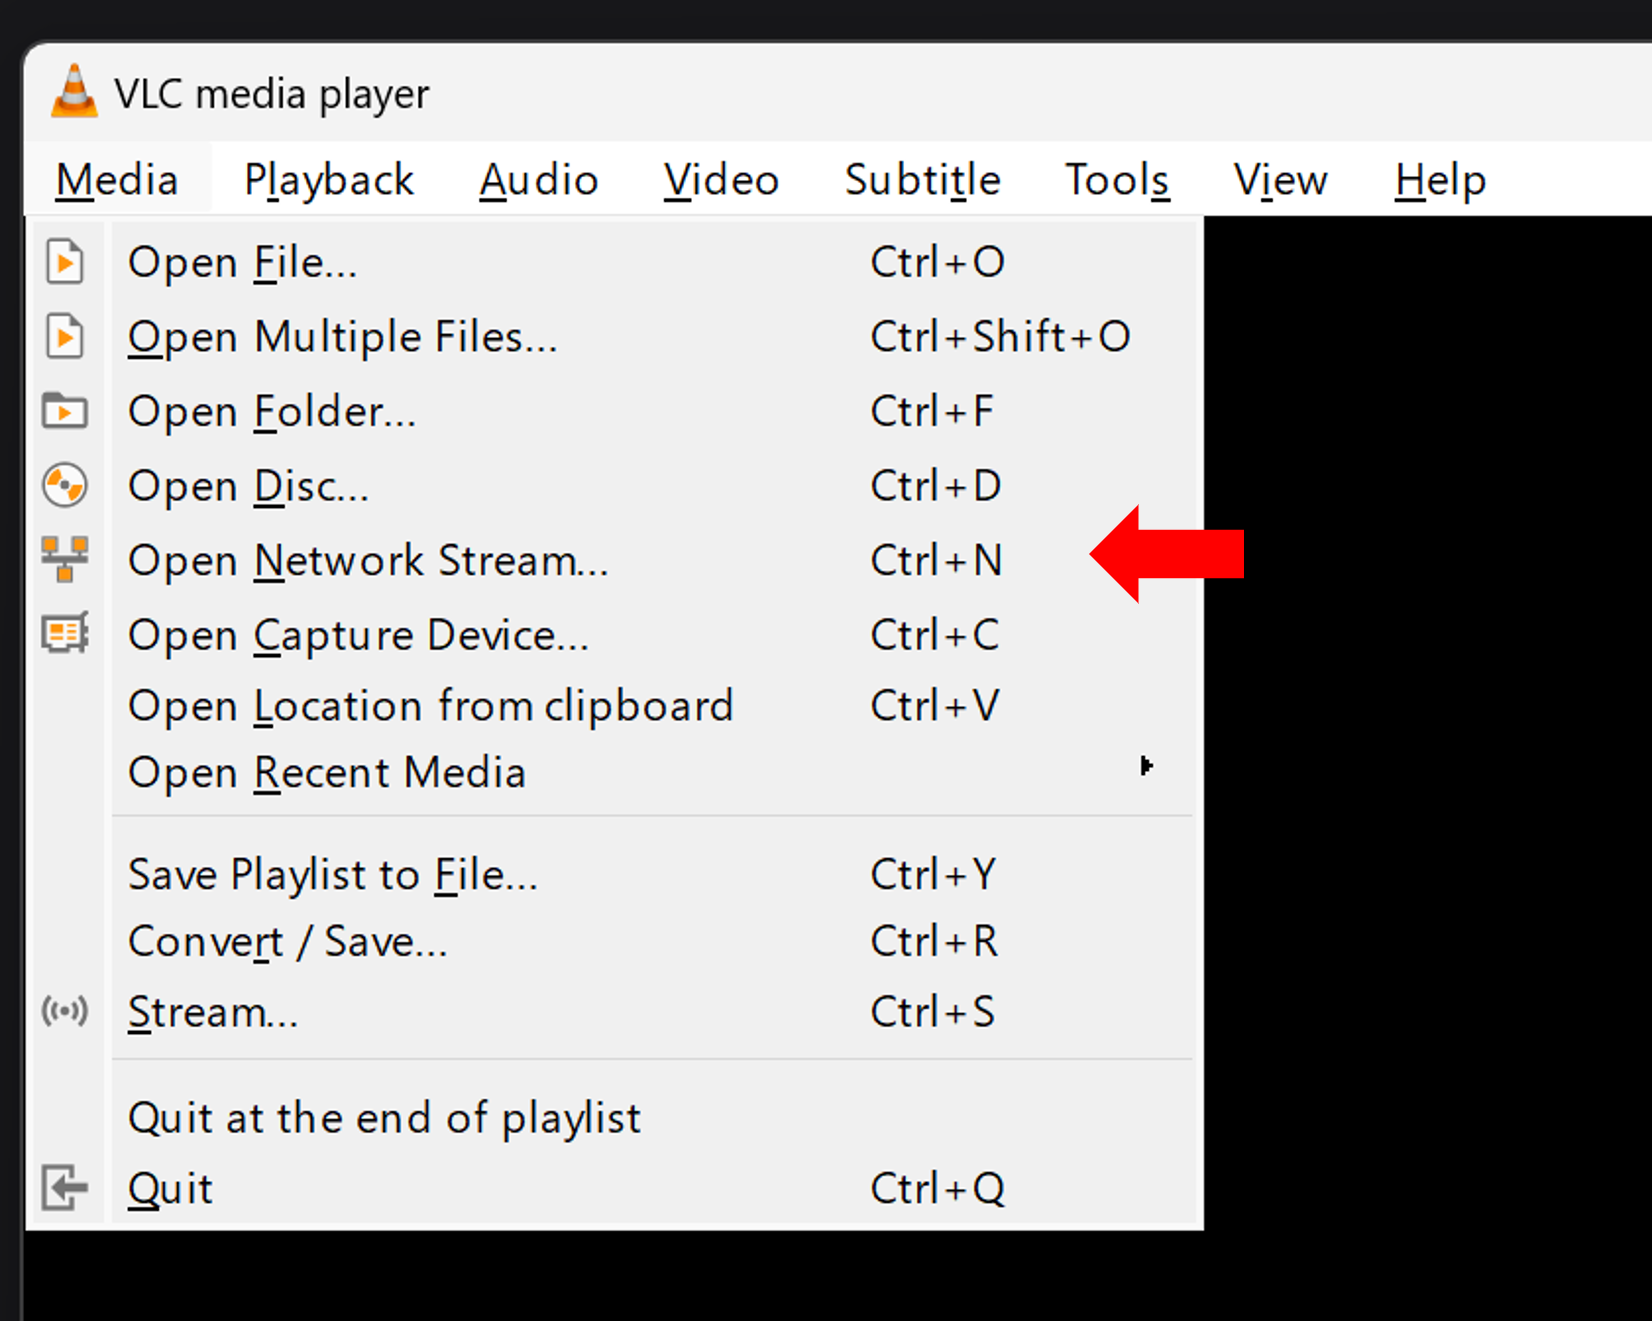 VLC media player
Media Playback Audio Video Subtitle Tools View Help
Open File... Ctrl+O
Open Multiple Files... Ctrl+Shift+O
Open Folder... Ctrl+F
Open Disc... Ctrl+D
Open Network Stream... Ctrl+N
Open Capture Device... Ctrl+C
Open Location from clipboard Ctrl+V
Open Recent Media
Save Playlist to File... Ctrl+Y
Convert / Save... Ctrl+R
Stream... Ctrl+S
Quit at the end of playlist
Quit Ctrl+Q